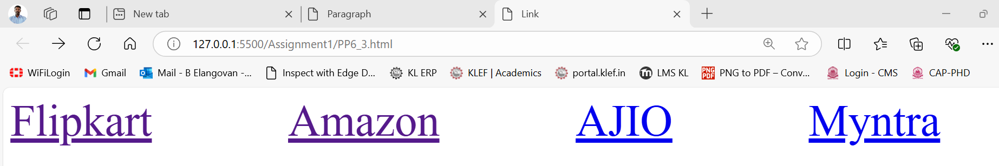 New tab Paragraph Link
127.0.0.1:5500/Assignment1/PP6_3.html
WiFiLogin Gmail Mail - B Elangovan -... Inspect with Edge D... KL ERP KLEF | Academics portal.klef.in LMS KL PNG to PDF – Conv... Login - CMS CAP-PHD
Flipkart Amazon AJIO Myntra